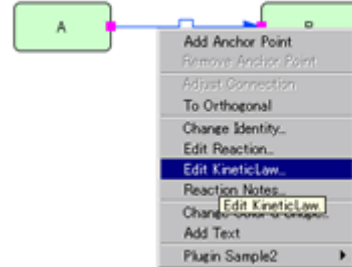 A
Add Anchor Point
Remove Anchor Point
Adjust Connection
To Orthogonal
Change Identity...
Edit Reaction...
Edit KineticLaw...
Reaction Notes...
Edit KineticLaw.
Change Color & Shape...
Add Text
Plugin Sample2